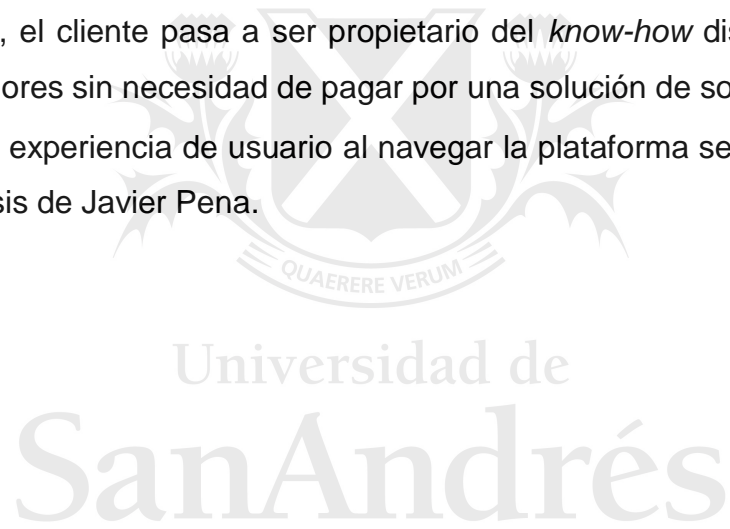 , el cliente pasa a ser propietario del know-how dis
ores sin necesidad de pagar por una solución de so
experiencia de usuario al navegar la plataforma se
sis de Javier Pena.
QUAERERE VERUM
Universidad de
SanAndrés